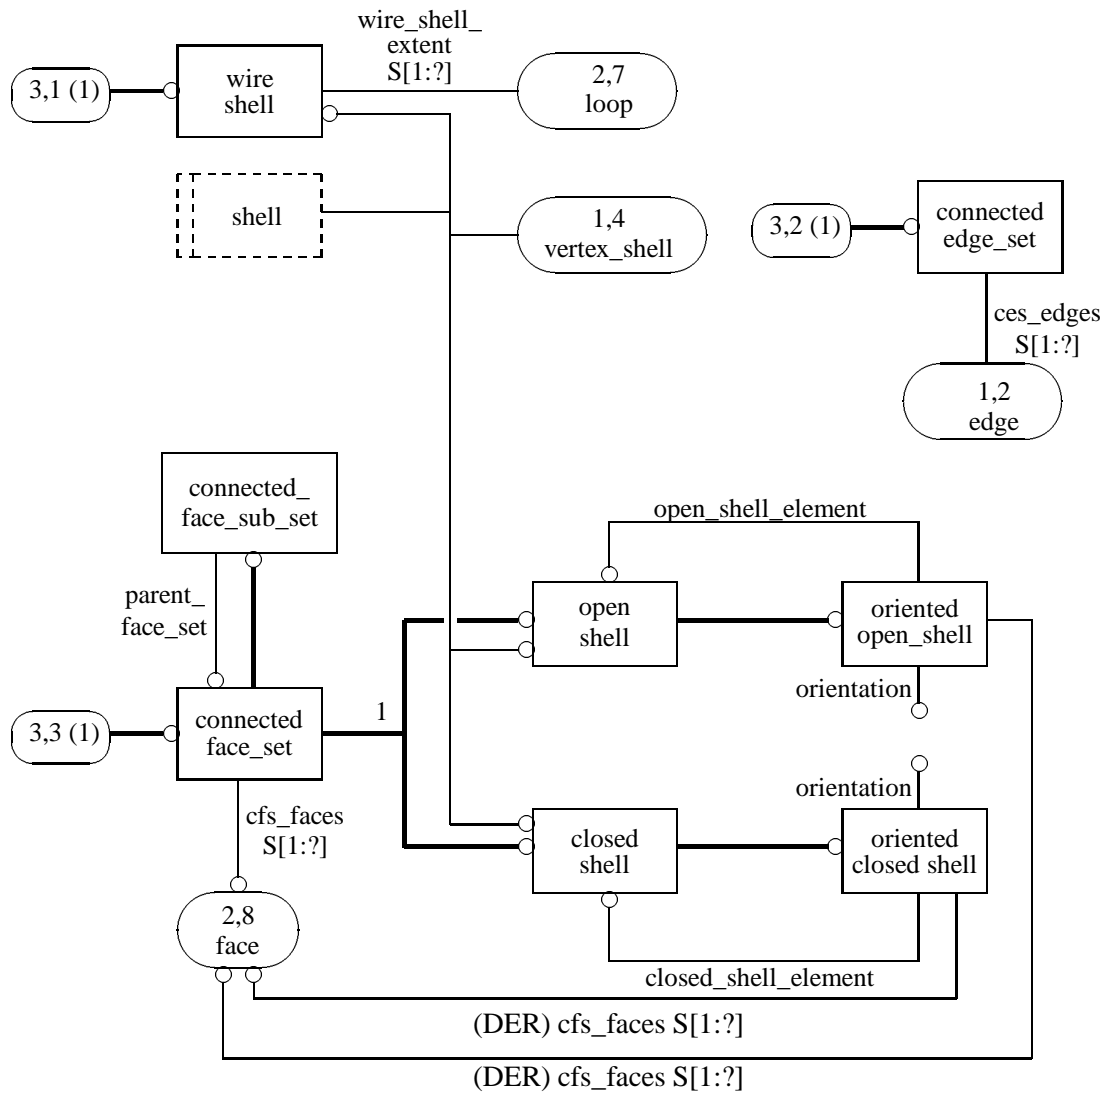 wire_shell_
extent
S[1:?]
3,1 (1)
wire
shell
2,7
loop
shell
1,4
vertex_shell
3,2 (1)
connected
edge_set
ces_edges
S[1:?]
1,2
edge
connected_
face_sub_set
open_shell_element
parent_
face_set
open
shell
oriented
open_shell
orientation
3,3 (1)
connected
face_set
1
orientation
cfs_faces
S[1:?]
closed
shell
oriented
closed shell
2,8
face
closed_shell_element
(DER) cfs_faces S[1:?]
(DER) cfs_faces S[1:?]